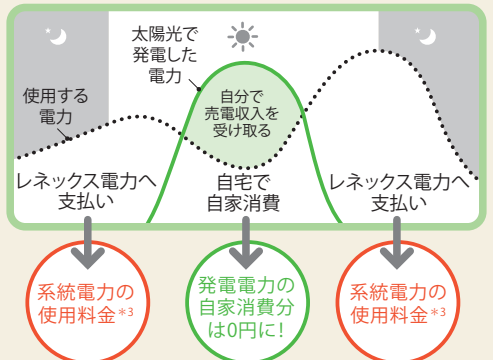 太陽光で
発電した
電力
使用する
電力
自分で
売電収入を
受け取る
レネックス電力へ
支払い
自宅で
自家消費
レネックス電力へ
支払い
系統電力の
使用料金*3
発電電力の
自家消費分
は0円に!
系統電力の
使用料金*3